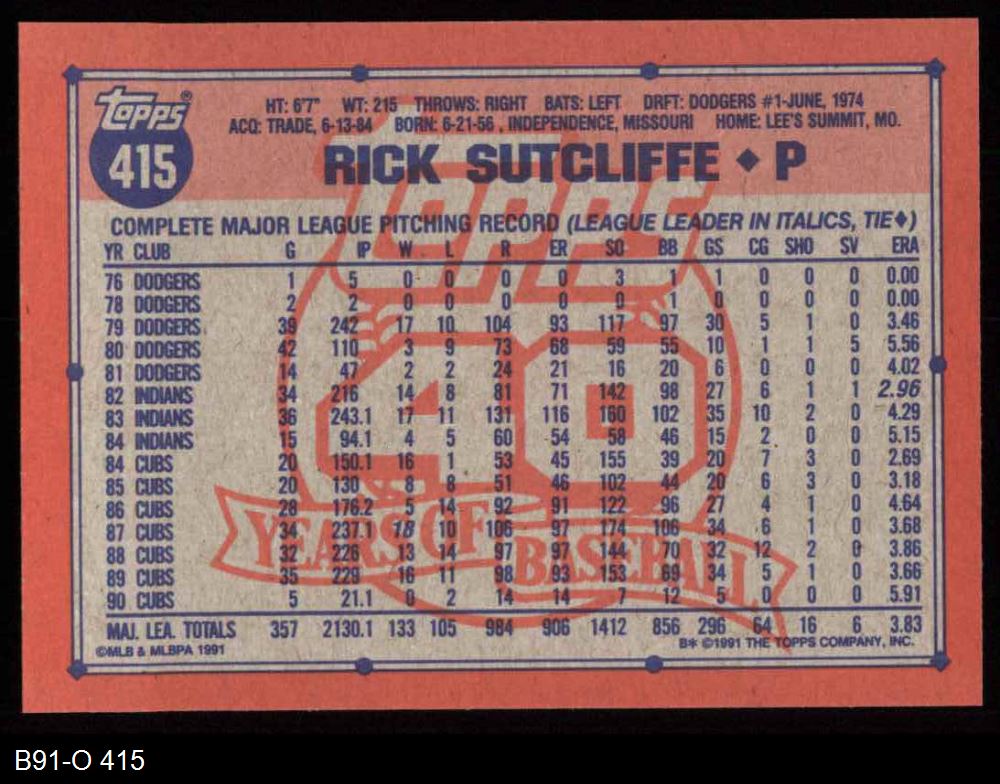 Topps®
415
HT: 6'7" WT: 215 THROWS: RIGHT BATS: LEFT DRFT: DODGERS #1-JUNE, 1974
ACQ: TRADE, 6-13-84 BORN: 6-21-56, INDEPENDENCE, MISSOURI HOME: LEE'S SUMMIT, MO.
RICK SUTCLIFFE ♦ P
COMPLETE MAJOR LEAGUE PITCHING RECORD (LEAGUE LEADER IN ITALICS, TIE♦)
YR CLUB G IP W L R ER SO BB GS CG SHO SV ERA
76 DODGERS 1 5 0 0 0 0 3 1 1 0 0 0 0.00
78 DODGERS 2 2 0 0 0 0 0 1 0 0 0 0 0.00
79 DODGERS 39 242 17 10 104 93 117 97 30 5 1 0 3.46
80 DODGERS 42 110 3 9 73 68 59 55 10 1 1 5 5.56
81 DODGERS 14 47 2 2 24 21 16 20 6 0 0 0 4.02
82 INDIANS 34 216 14 8 81 71 142 98 27 6 1 1 2.96
83 INDIANS 36 243.1 17 11 131 116 160 102 35 10 2 0 4.29
84 INDIANS 15 94.1 4 5 60 54 58 46 15 2 0 0 5.15
84 CUBS 20 150.1 16 1 53 45 155 39 20 7 3 0 2.69
85 CUBS 20 130 8 8 51 46 102 44 20 6 3 0 3.18
86 CUBS 28 176.2 5 14 92 91 122 96 27 4 1 0 4.64
87 CUBS 34 237.1 18 10 106 97 174 106 34 6 1 0 3.68
88 CUBS 32 226 13 14 97 97 144 70 32 12 2 0 3.86
89 CUBS 35 229 16 11 98 93 153 69 34 5 1 0 3.66
90 CUBS 5 21.1 0 2 14 14 7 12 5 0 0 0 5.91
MAJ. LEA. TOTALS 357 2130.1 133 105 984 906 1412 856 296 64 16 6 3.83
©MLB & MLBPA 1991 B* ©1991 THE TOPPS COMPANY, INC.
Topps
40
YEARS OF BASEBALL
B91-O 415